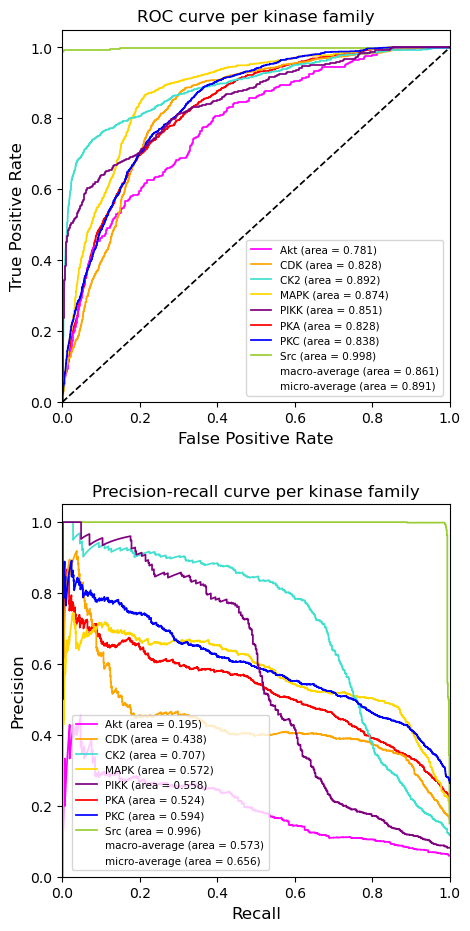 ROC curve per kinase family
True Positive Rate
1.0
0.8
0.6
0.4
0.2
0.0
Akt (area = 0.781)
CDK (area = 0.828)
CK2 (area = 0.892)
MAPK (area = 0.874)
PIKK (area = 0.851)
PKA (area = 0.828)
PKC (area = 0.838)
Src (area = 0.998)
macro-average (area = 0.861)
micro-average (area = 0.891)
0.0 0.2 0.4 0.6 0.8 1.0
False Positive Rate
Precision-recall curve per kinase family
Precision
1.0
0.8
0.6
0.4
0.2
0.0
Akt (area = 0.195)
CDK (area = 0.438)
CK2 (area = 0.707)
MAPK (area = 0.572)
PIKK (area = 0.558)
PKA (area = 0.524)
PKC (area = 0.594)
Src (area = 0.996)
macro-average (area = 0.573)
micro-average (area = 0.656)
0.0 0.2 0.4 0.6 0.8 1.0
Recall